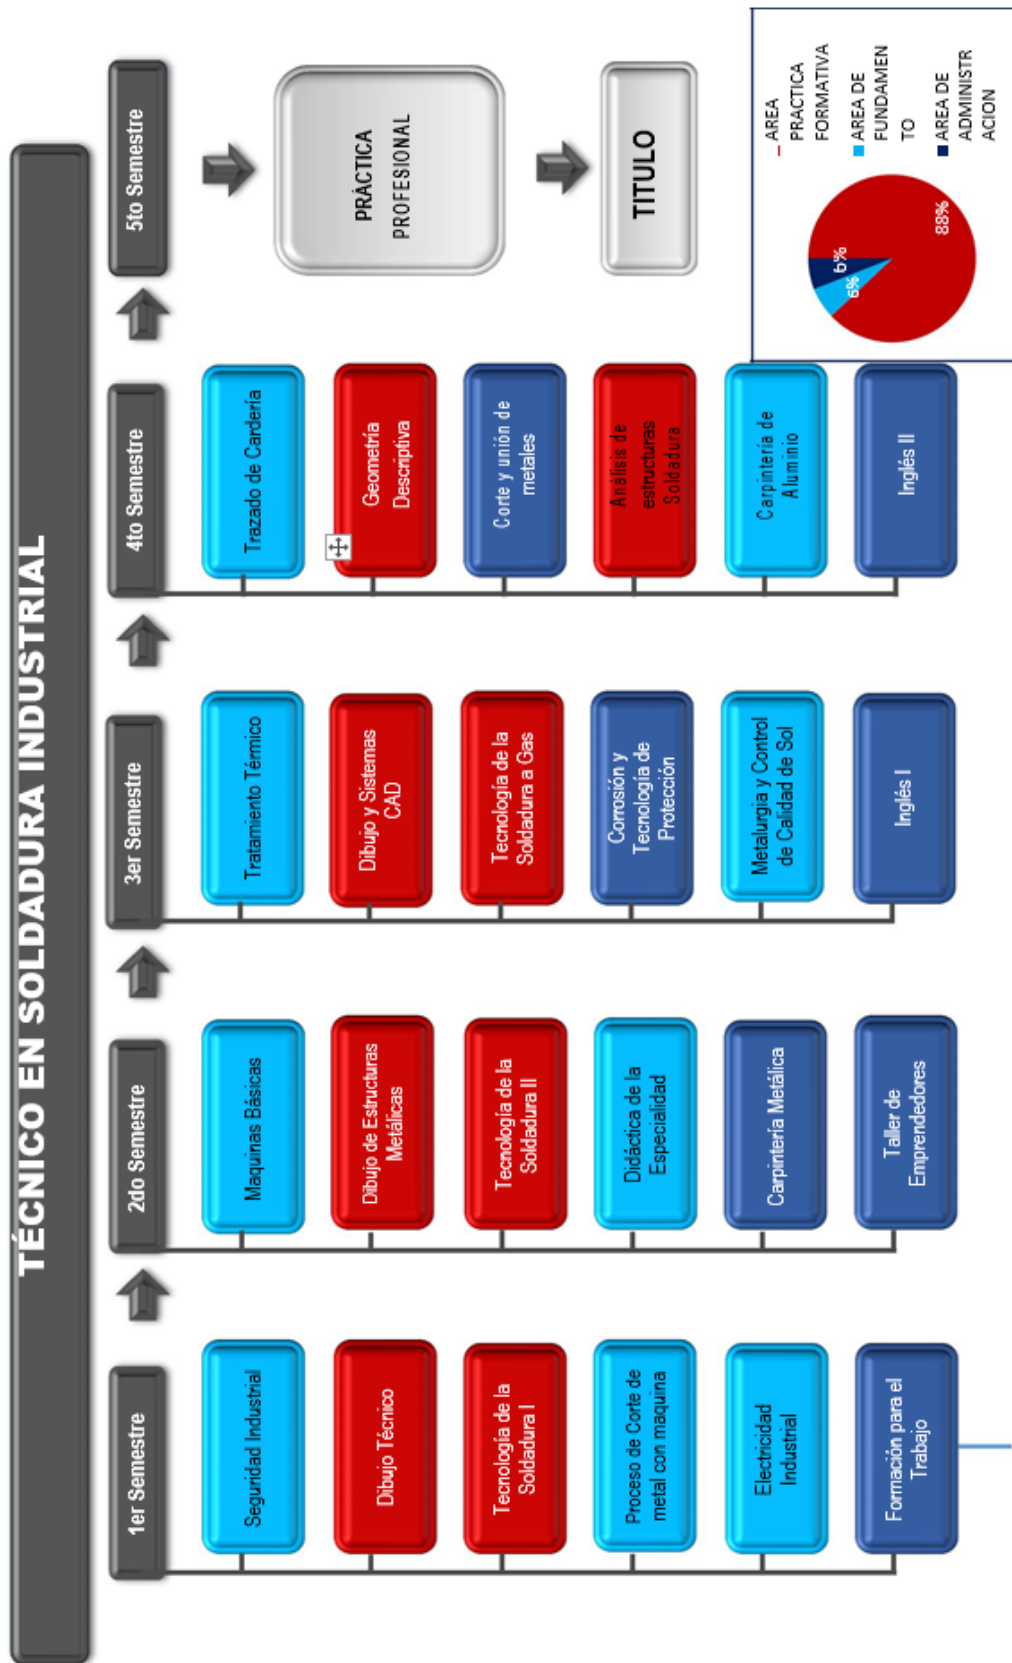 TÉCNICO EN SOLDADURA INDUSTRIAL
1er Semestre
2do Semestre
3er Semestre
4to Semestre
5to Semestre
Seguridad Industrial
Dibujo Técnico
Tecnología de la
Soldadura I
Proceso de Corte de
metal con maquina
Electricidad
Industrial
Formación para el
Trabajo
Maquinas Básicas
Dibujo de Estructuras
Metálicas
Tecnología de la
Soldadura II
Didáctica de la
Especialidad
Carpintería Metálica
Taller de
Emprendedores
Tratamiento Térmico
Dibujo y Sistemas
CAD
Tecnología de la
Soldadura a Gas
Corrosión y
Tecnología de
Protección
Metalurgia y Control
de Calidad de Sol
Inglés I
Trazado de Cardería
Geometría
Descriptiva
Corte y unión de
metales
Análisis de
estructuras
Soldadura
Carpintería de
Aluminio
Inglés II
PRÁCTICA
PROFESIONAL
TITULO
AREA
PRACTICA
FORMATIVA
AREA DE
FUNDAMEN
TO
AREA DE
ADMINISTR
ACION
6%
6%
88%